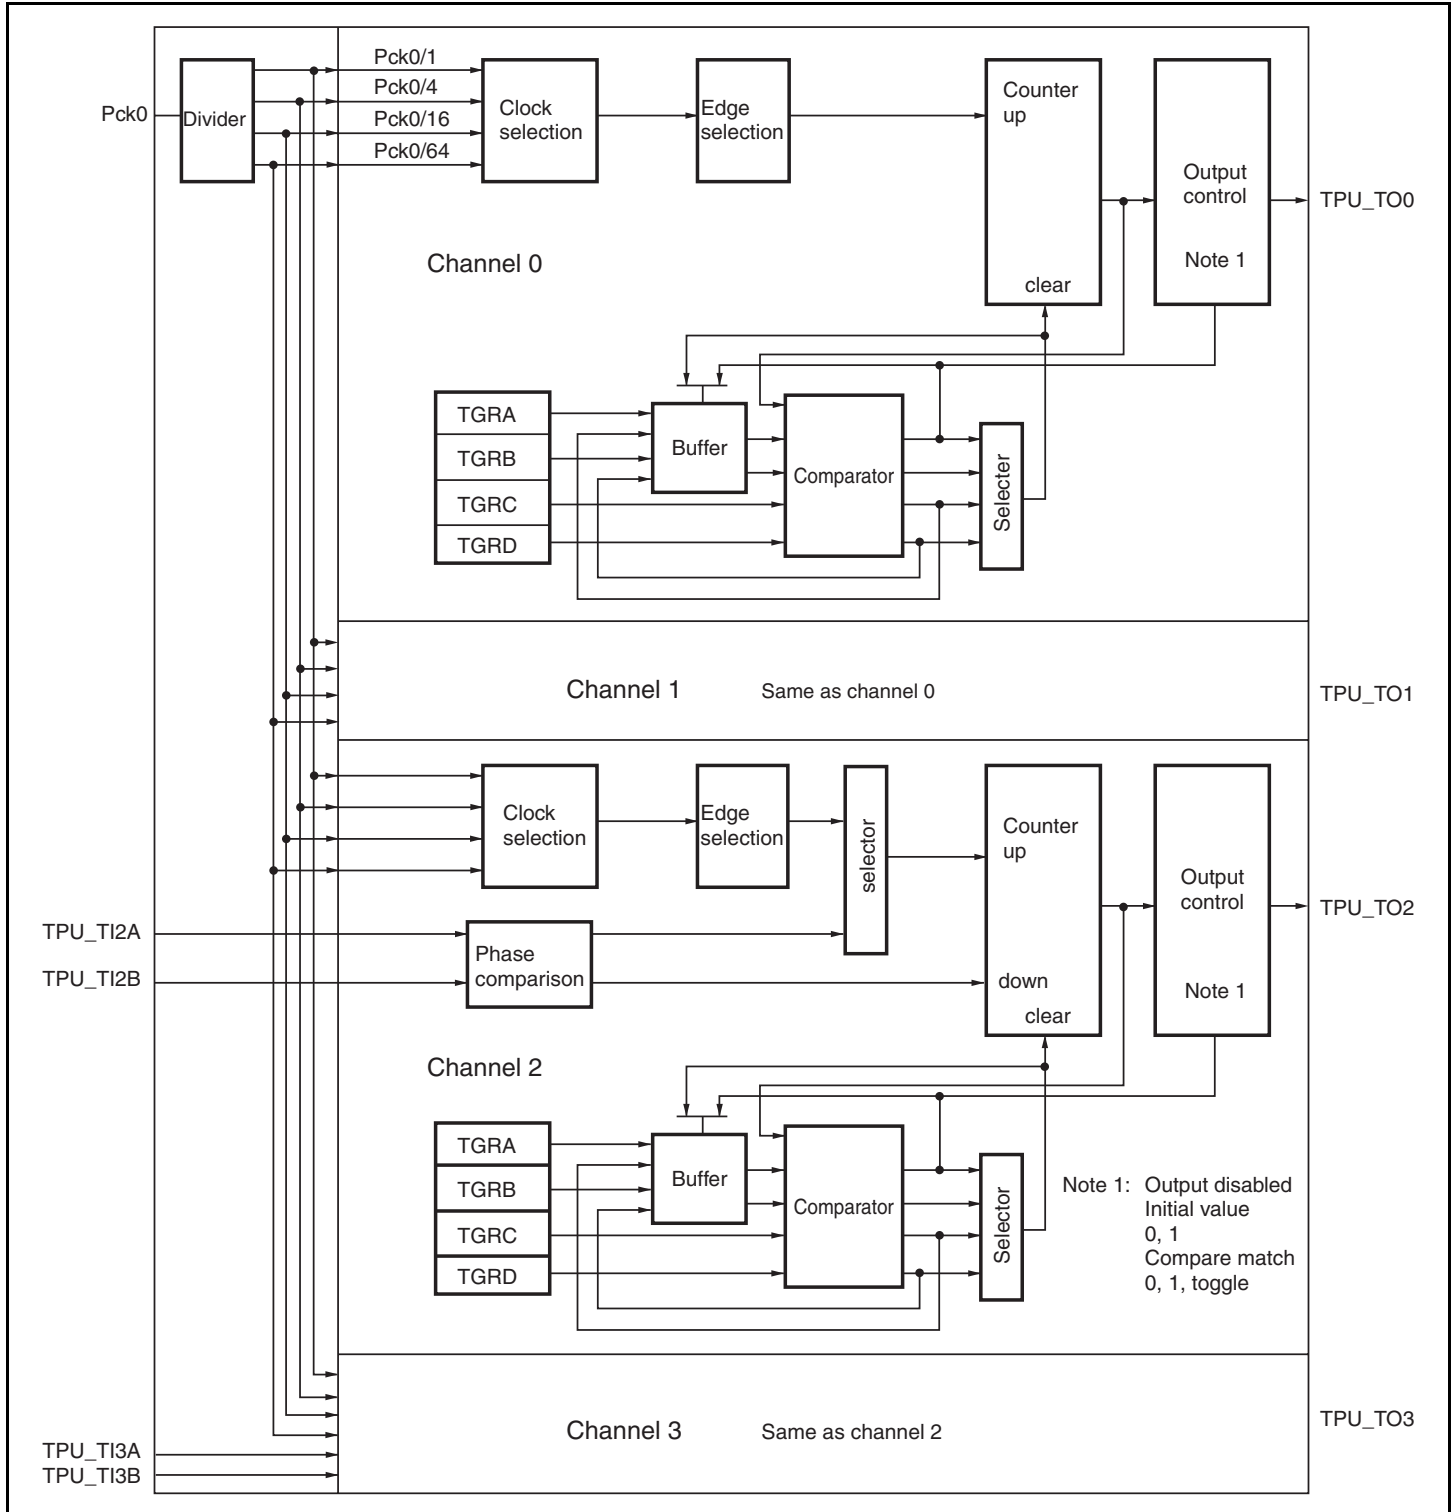 Pck0
Divider
Pck0/1
Pck0/4
Pck0/16
Pck0/64
Clock
selection
Edge
selection
Counter
up
clear
Output
control
Note 1
TPU_TO0
Channel 0
TGRA
TGRB
TGRC
TGRD
Buffer
Comparator
Selecter
Channel 1
Same as channel 0
TPU_TO1
Clock
selection
Edge
selection
selector
Counter
up
down
clear
Output
control
Note 1
TPU_TO2
TPU_TI2A
TPU_TI2B
Phase
comparison
Channel 2
TGRA
TGRB
TGRC
TGRD
Buffer
Comparator
Selector
Note 1: Output disabled
Initial value
0, 1
Compare match
0, 1, toggle
Channel 3
Same as channel 2
TPU_TO3
TPU_TI3A
TPU_TI3B